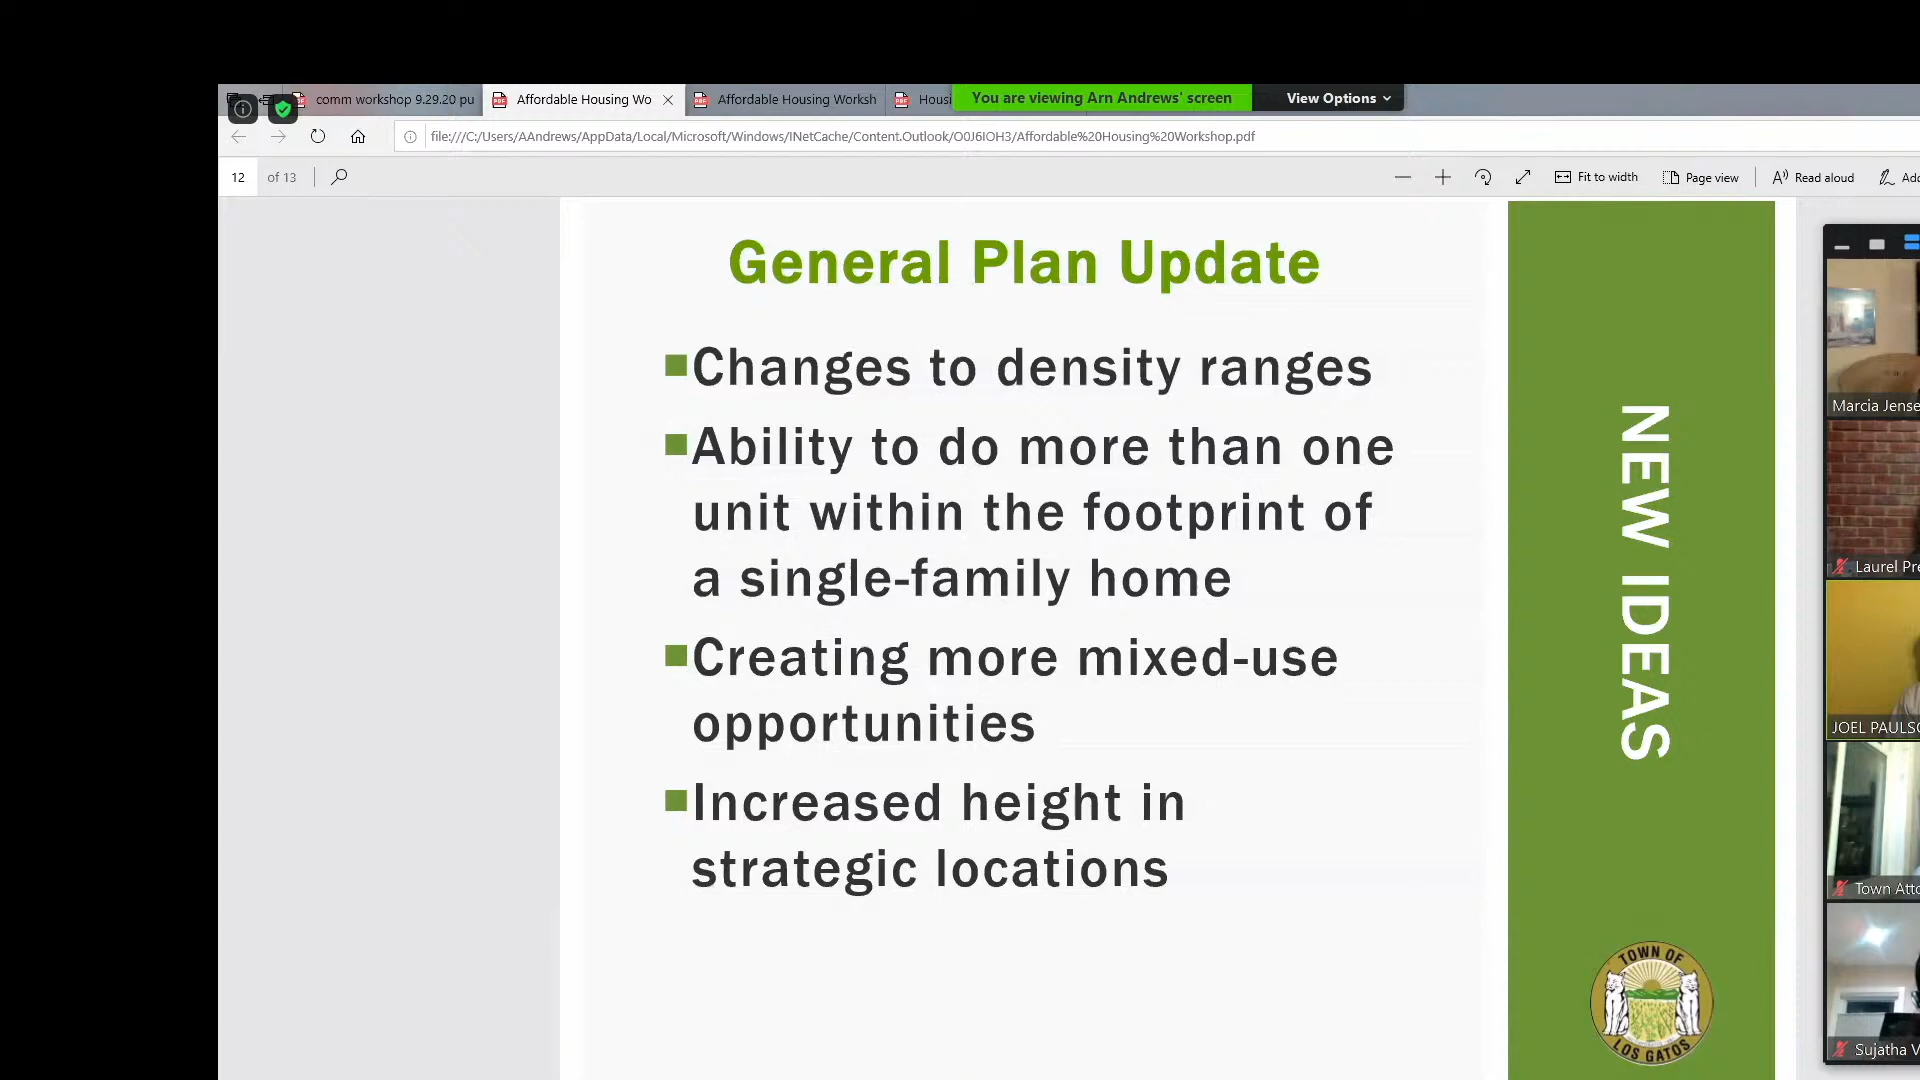 comm workshop 9.29.20 pu
Affordable Housing Wo
Affordable Housing Worksh
Housi
You are viewing Arn Andrews' screen
View Options
file:///C:/Users/AAndrews/AppData/Local/Microsoft/Windows/INetCache/Content.Outlook/O0J6IOH3/Affordable%20Housing%20Workshop.pdf
12 of 13
Fit to width
Page view
Read aloud
Add
General Plan Update
Changes to density ranges
Ability to do more than one
unit within the footprint of
a single-family home
Creating more mixed-use
opportunities
Increased height in
strategic locations
NEW IDEAS
TOWN OF
LOS GATOS
Marcia Jense
Laurel Pre
JOEL PAULSO
Town Atto
Sujatha V